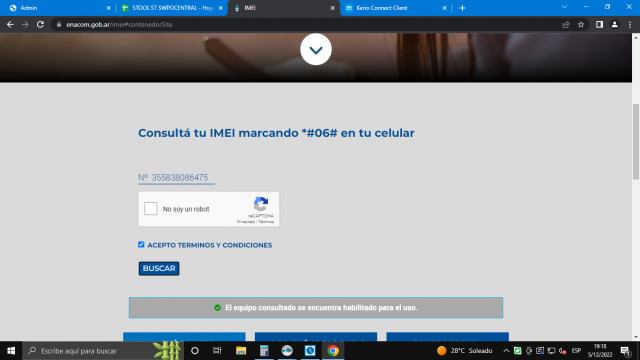 Admin
STOCK ST SWPOCENTRAL - Hoja
IMEI
Kerio Connect Client
enacom.gob.ar/imei#contenedorSite
Consultá tu IMEI marcando *#06# en tu celular
Nº 355838086475
No soy un robot
reCAPTCHA
Privacidad - Términos
ACEPTO TERMINOS Y CONDICIONES
BUSCAR
El equipo consultado se encuentra habilitado para el uso.
Escribe aquí para buscar
28°C Soleado
ESP
19:18
5/12/2022